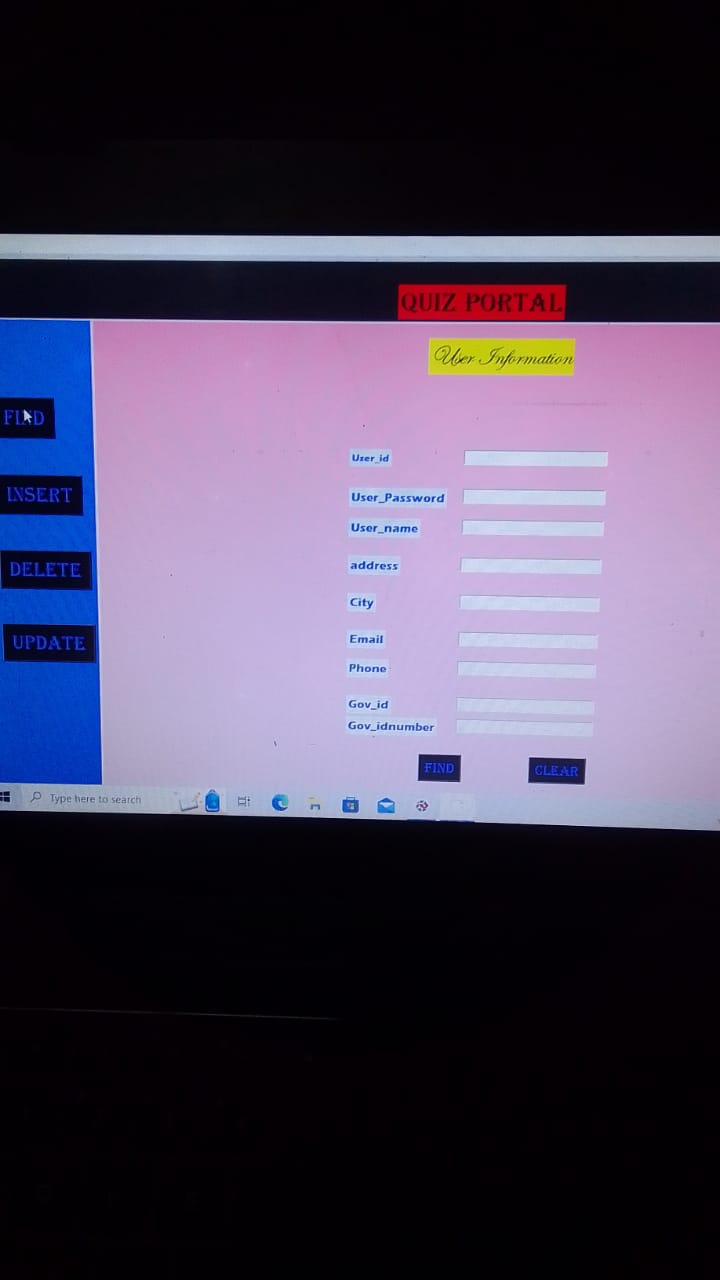 QUIZ PORTAL
User Information
FIND
INSERT
DELETE
UPDATE
User_id
User_Password
User_name
address
City
Email
Phone
Gov_id
Gov_idnumber
FIND CLEAR
Type here to search